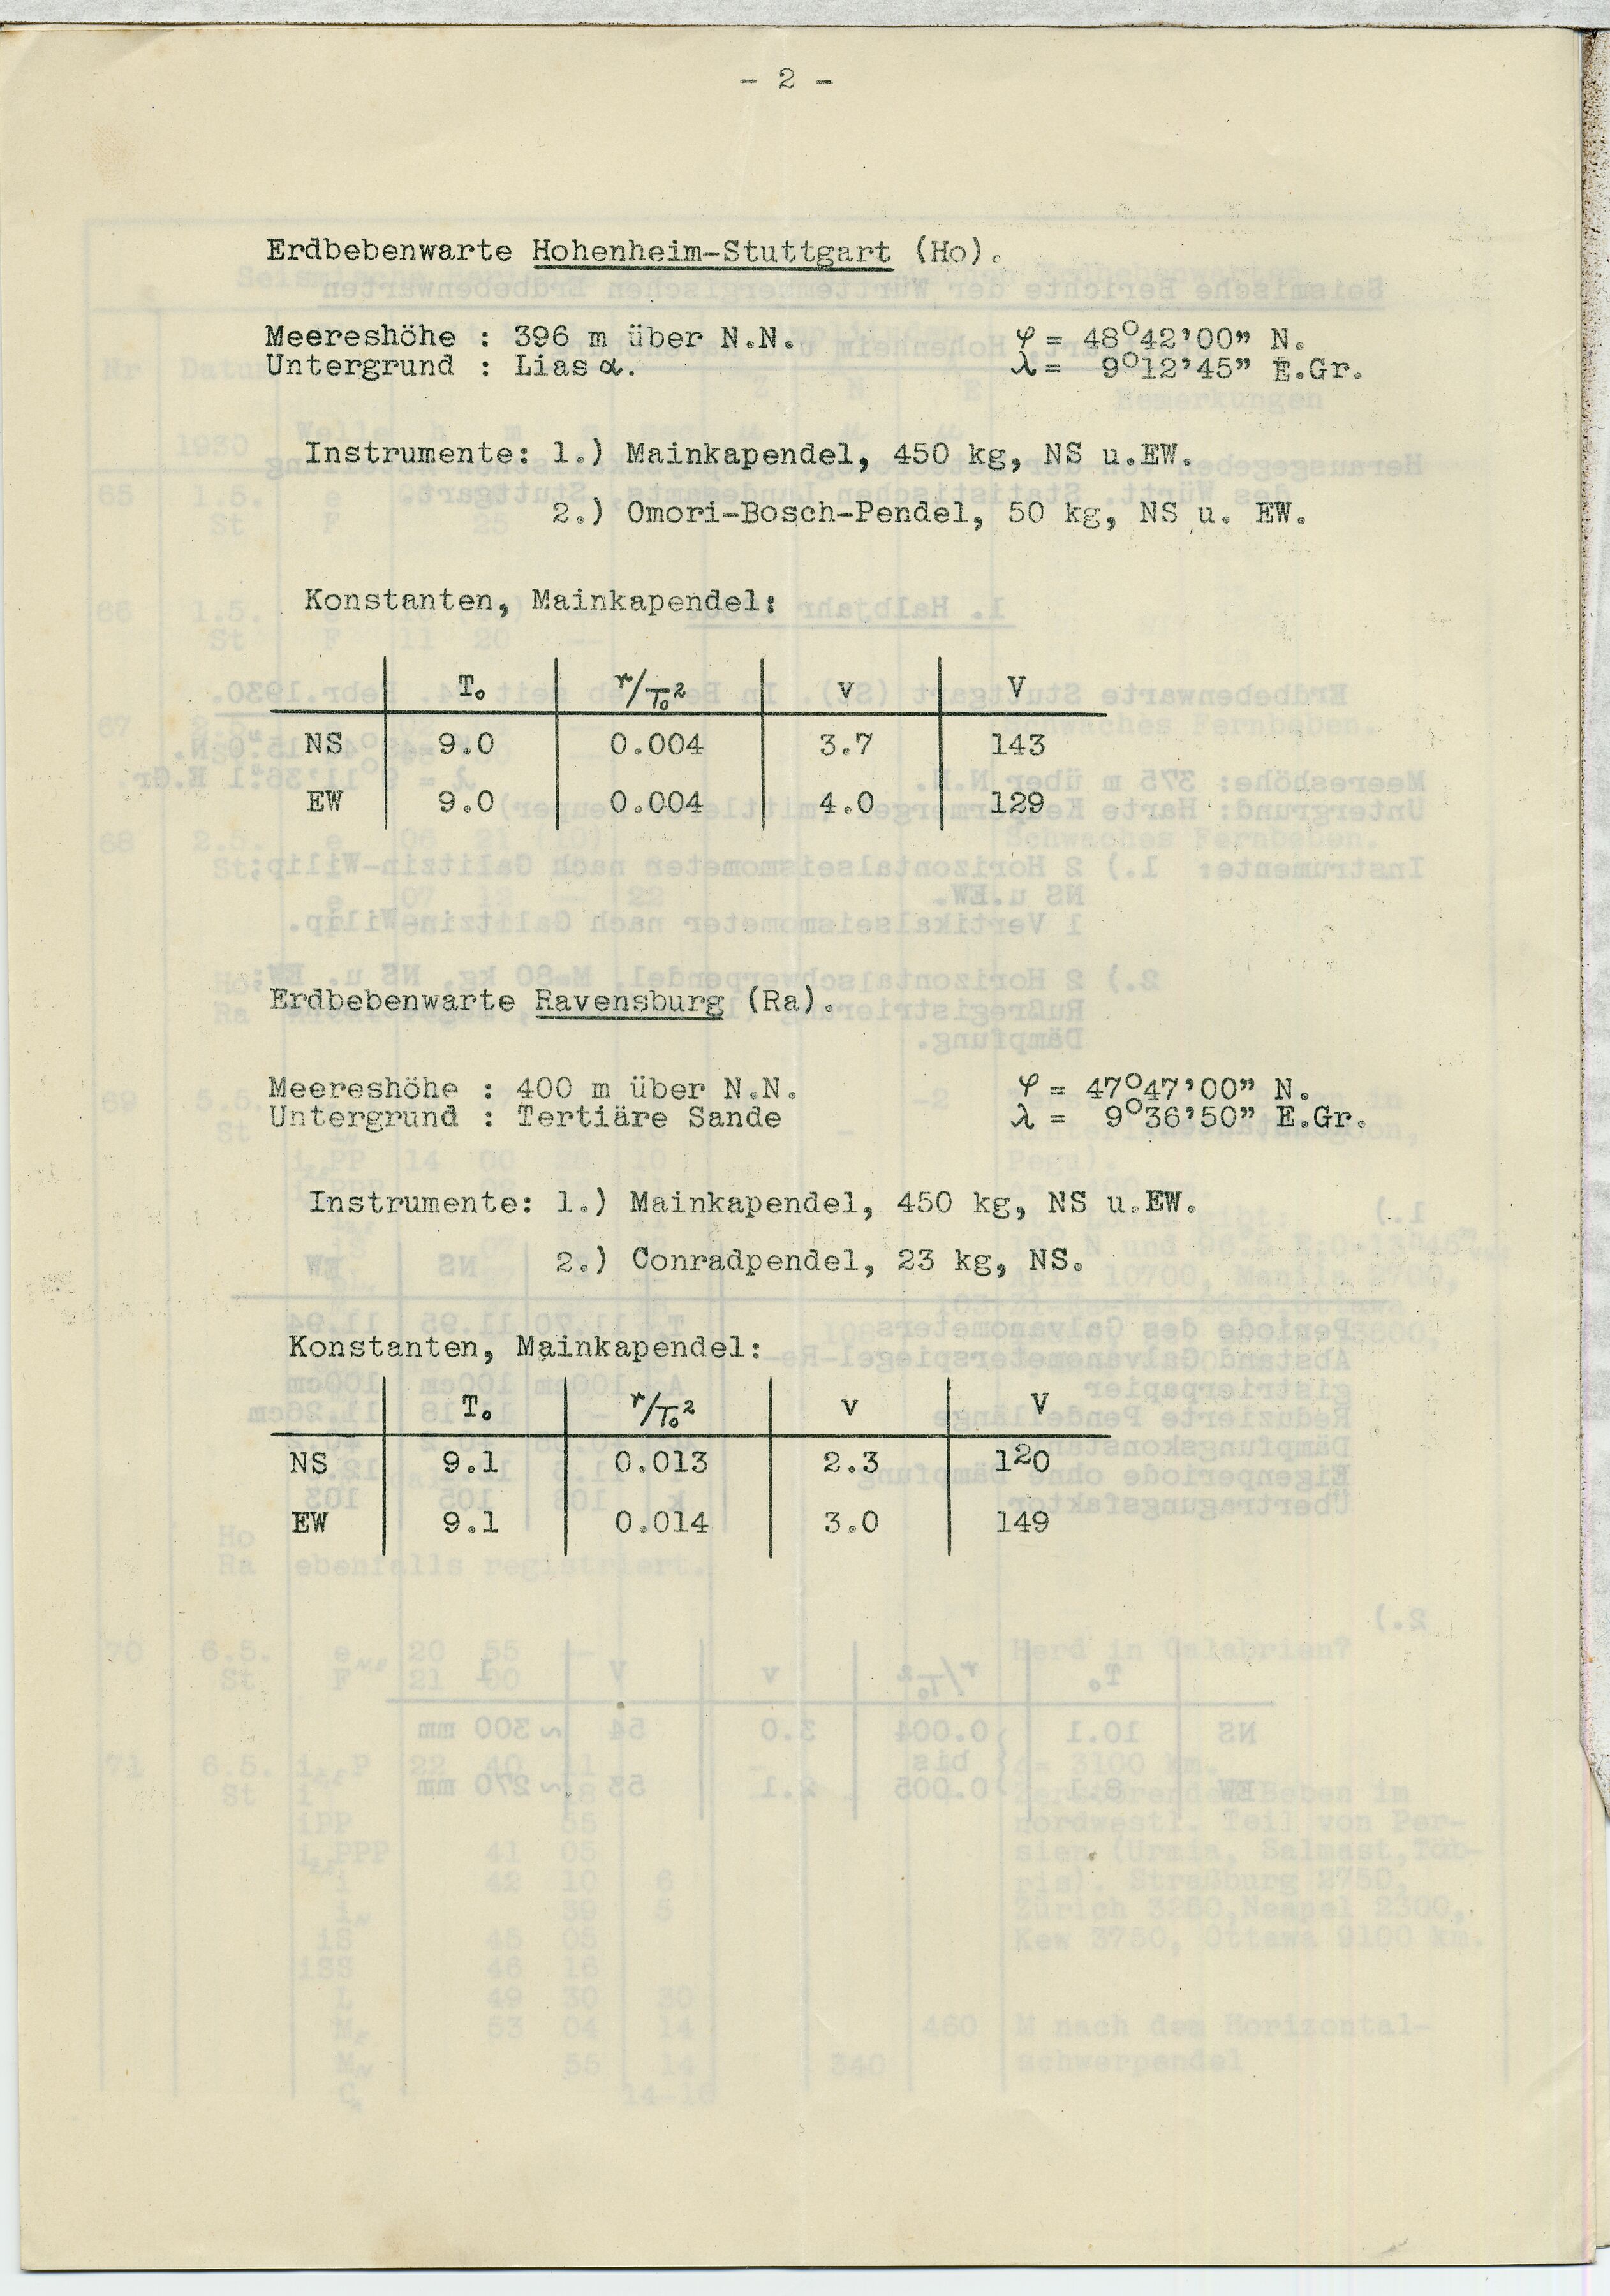 - 2 -
Erdbebenwarte Hohenheim-Stuttgart (Ho).
Meereshöhe : 396 m über N.N. φ = 48°42'00" N.
Untergrund : Lias α. λ = 9°12'45" E.Gr.
Instrumente: 1.) Mainkapendel, 450 kg, NS u.EW.
2.) Omori-Bosch-Pendel, 50 kg, NS u. EW.
Konstanten, Mainkapendel:
T₀ r/T₀² v V
NS 9.0 0.004 3.7 143
EW 9.0 0.004 4.0 129
Erdbebenwarte Ravensburg (Ra).
Meereshöhe : 400 m über N.N. φ = 47°47'00" N.
Untergrund : Tertiäre Sande λ = 9°36'50" E.Gr.
Instrumente: 1.) Mainkapendel, 450 kg, NS u.EW.
2.) Conradpendel, 23 kg, NS.
Konstanten, Mainkapendel:
T₀ r/T₀² v V
NS 9.1 0.013 2.3 120
EW 9.1 0.014 3.0 149